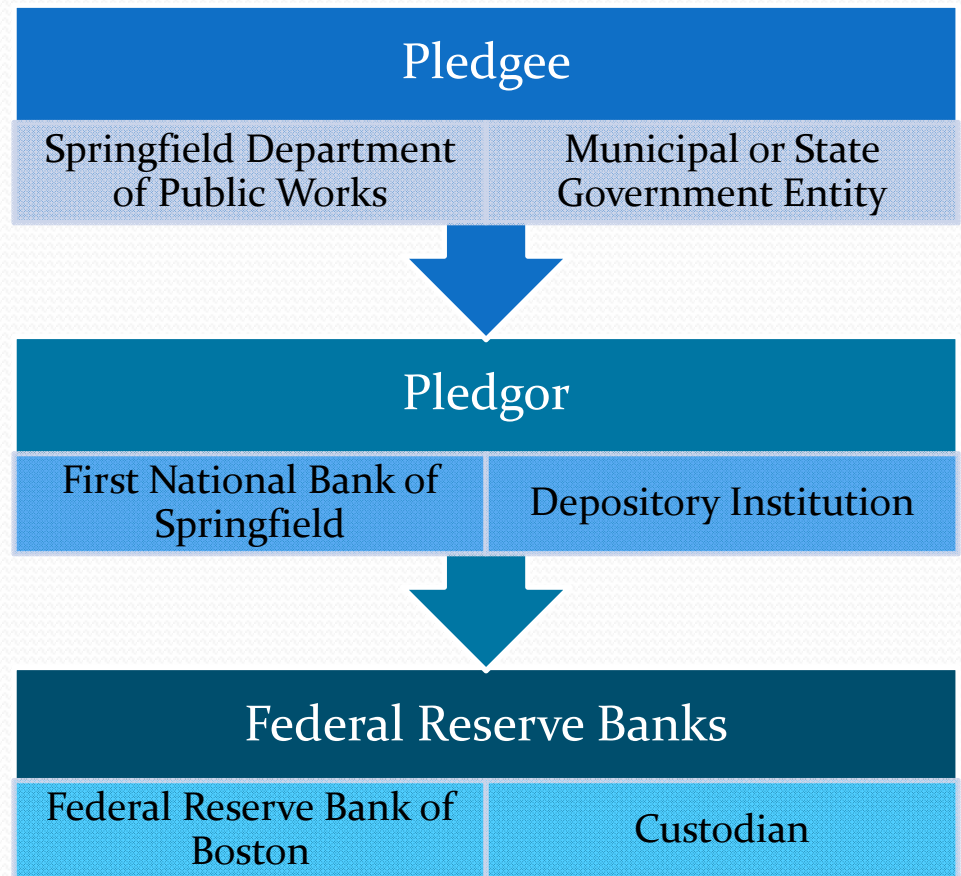 Pledgee
Springfield Department
of Public Works
Municipal or State
Government Entity
Pledgor
First National Bank of
Springfield
Depository Institution
Federal Reserve Banks
Federal Reserve Bank of
Boston
Custodian